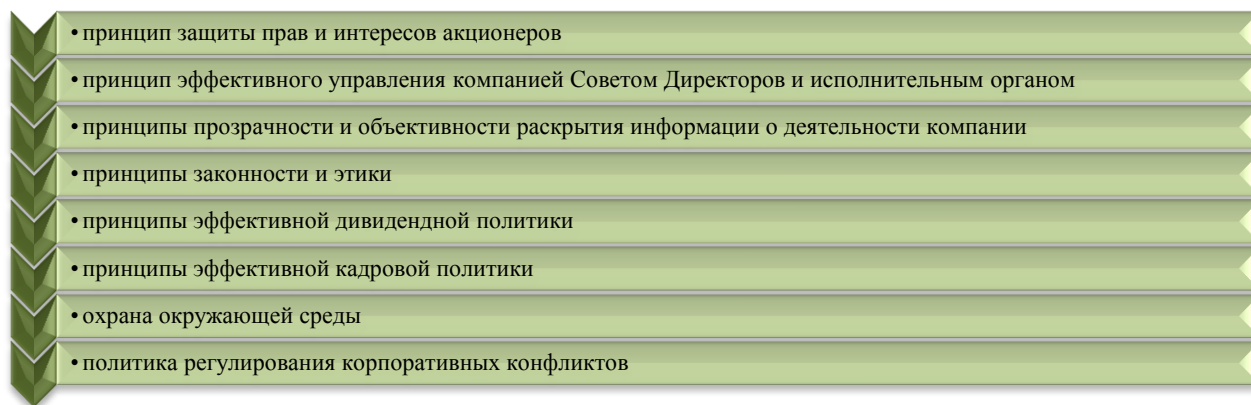 • принцип защиты прав и интересов акционеров
• принцип эффективного управления компанией Советом Директоров и исполнительным органом
• принципы прозрачности и объективности раскрытия информации о деятельности компании
• принципы законности и этики
• принципы эффективной дивидендной политики
• принципы эффективной кадровой политики
• охрана окружающей среды
• политика регулирования корпоративных конфликтов